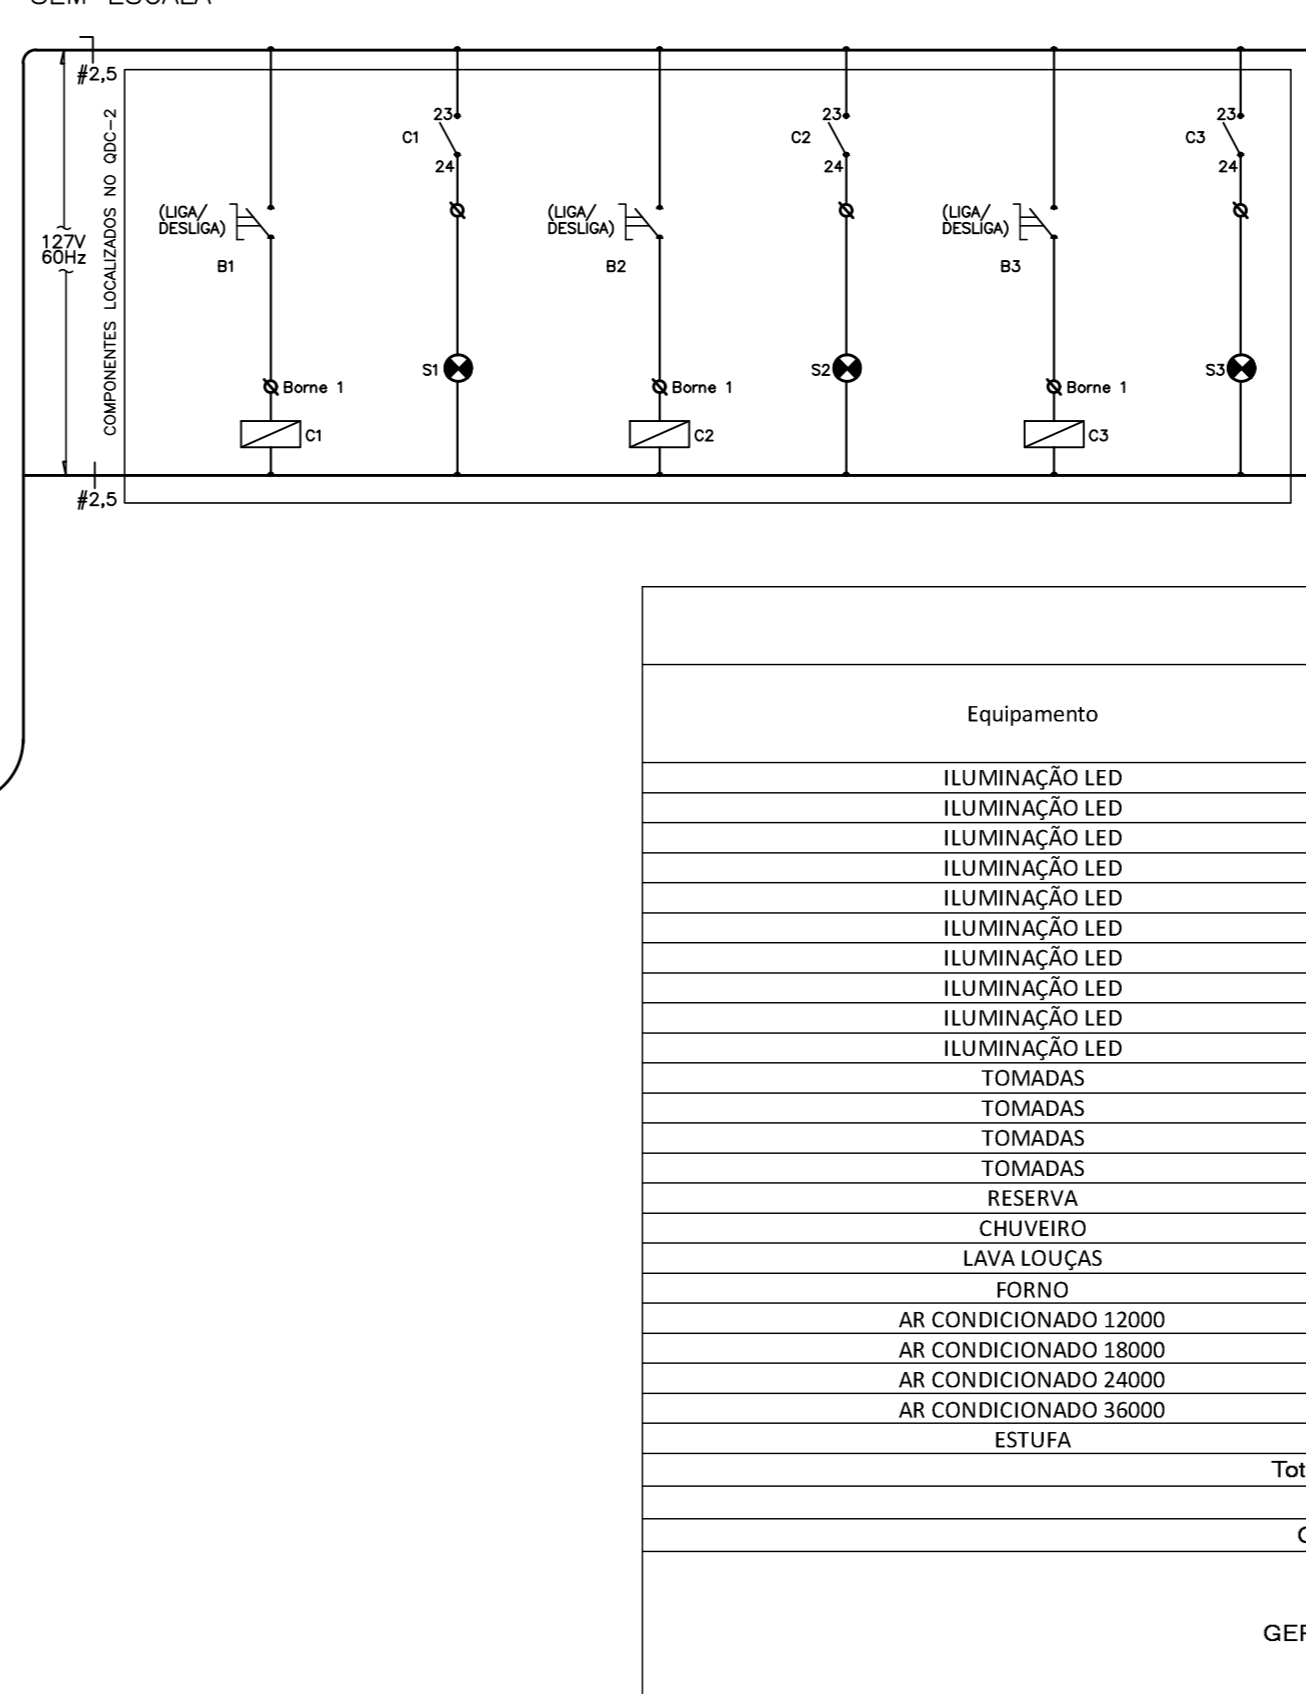 SEM ESCALA
#2,5
COMPONENTES LOCALIZADOS NO QDC-2
127V
60Hz
#2,5
(LIGA/
DESLIGA)
B1
Borne 1
C1
C1
23
24
S1
(LIGA/
DESLIGA)
B2
Borne 1
C2
C2
23
24
S2
(LIGA/
DESLIGA)
B3
Borne 1
C3
C3
23
24
S3
Equipamento
ILUMINAÇÃO LED
ILUMINAÇÃO LED
ILUMINAÇÃO LED
ILUMINAÇÃO LED
ILUMINAÇÃO LED
ILUMINAÇÃO LED
ILUMINAÇÃO LED
ILUMINAÇÃO LED
ILUMINAÇÃO LED
ILUMINAÇÃO LED
TOMADAS
TOMADAS
TOMADAS
TOMADAS
RESERVA
CHUVEIRO
LAVA LOUÇAS
FORNO
AR CONDICIONADO 12000
AR CONDICIONADO 18000
AR CONDICIONADO 24000
AR CONDICIONADO 36000
ESTUFA
Tot